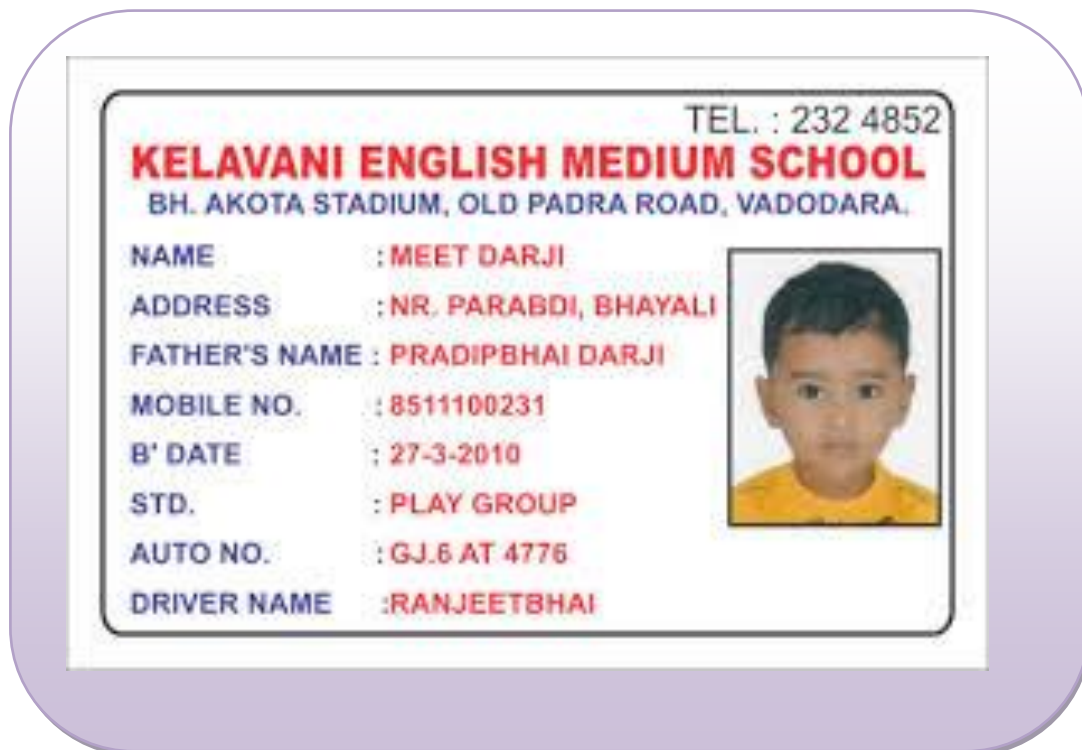 TEL. : 232 4852
KELAVANI ENGLISH MEDIUM SCHOOL
BH. AKOTA STADIUM, OLD PADRA ROAD, VADODARA.
NAME : MEET DARJI
ADDRESS : NR. PARABDI, BHAYALI
FATHER'S NAME : PRADIPBHAI DARJI
MOBILE NO. : 8511100231
B' DATE : 27-3-2010
STD. : PLAY GROUP
AUTO NO. : GJ.6 AT 4776
DRIVER NAME :RANJEETBHAI